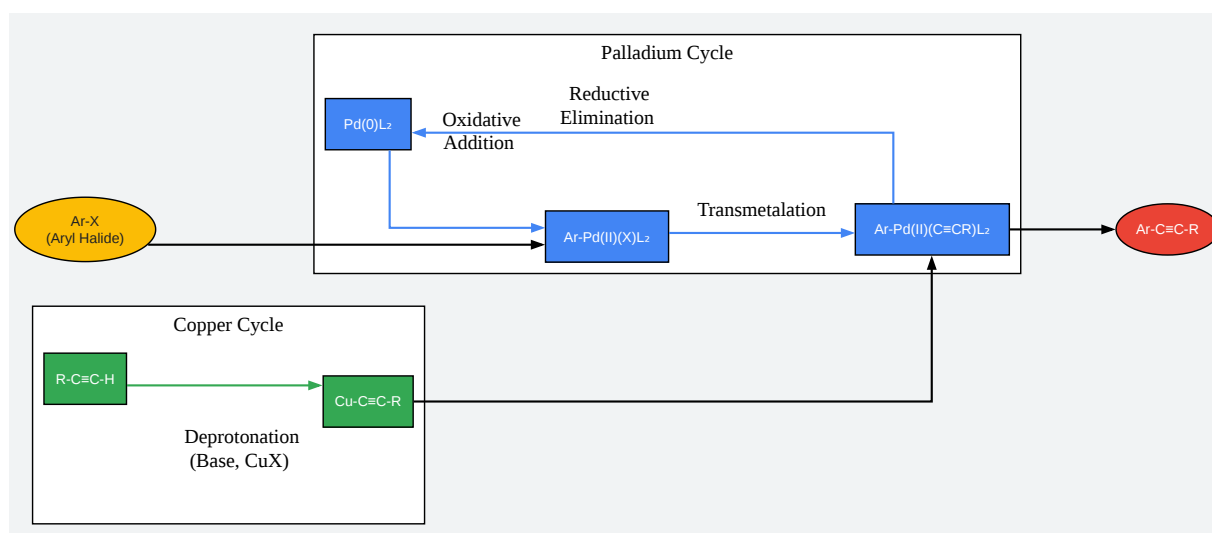 Palladium Cycle
Reductive
Elimination
Pd(0)L₂
Oxidative
Addition
Ar-X
(Aryl Halide)
Ar-Pd(II)(X)L₂
Transmetalation
Ar-Pd(II)(C≡CR)L₂
Ar-C≡C-R
Copper Cycle
R-C≡C-H
Cu-C≡C-R
Deprotonation
(Base, CuX)